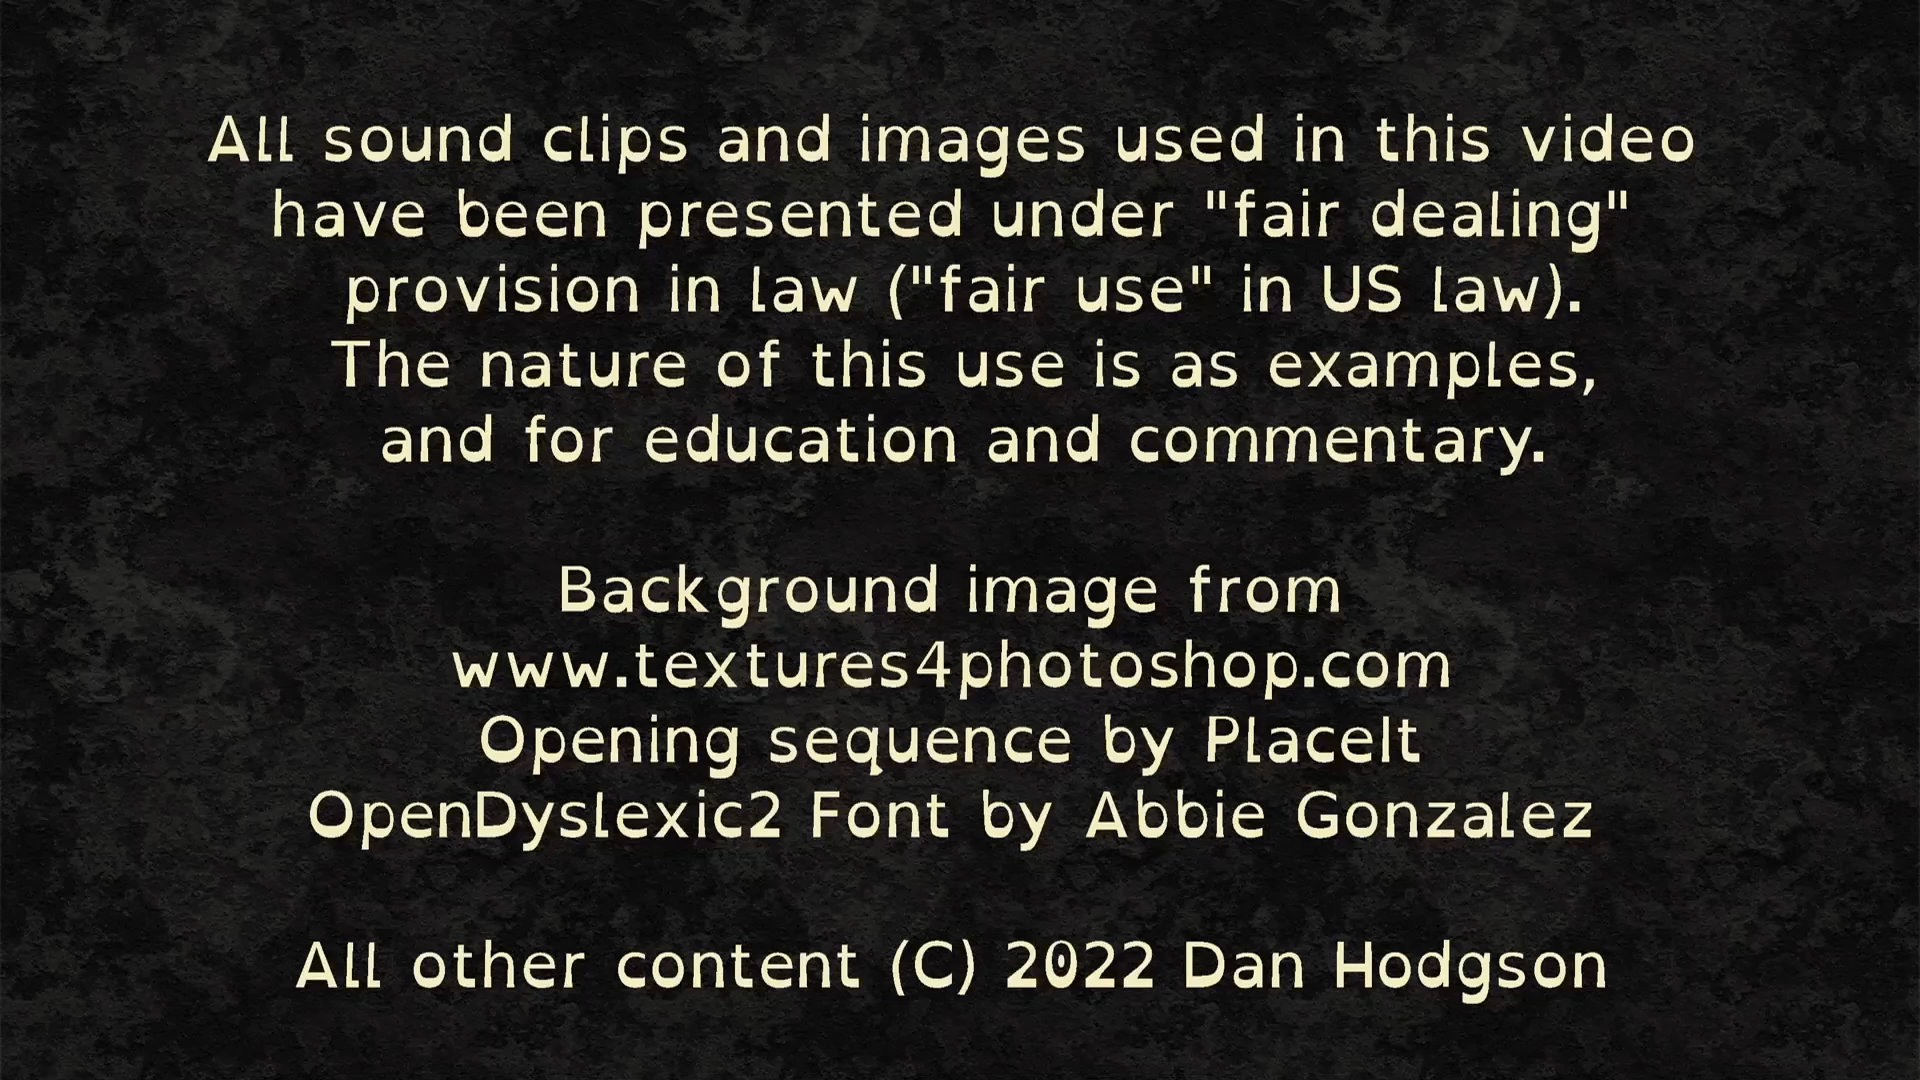 All sound clips and images used in this video
have been presented under "fair dealing"
provision in law ("fair use" in US law).
The nature of this use is as examples,
and for education and commentary.
Background image from
www.textures4photoshop.com
Opening sequence by PlaceIt
OpenDyslexic2 Font by Abbie Gonzalez
All other content (C) 2022 Dan Hodgson